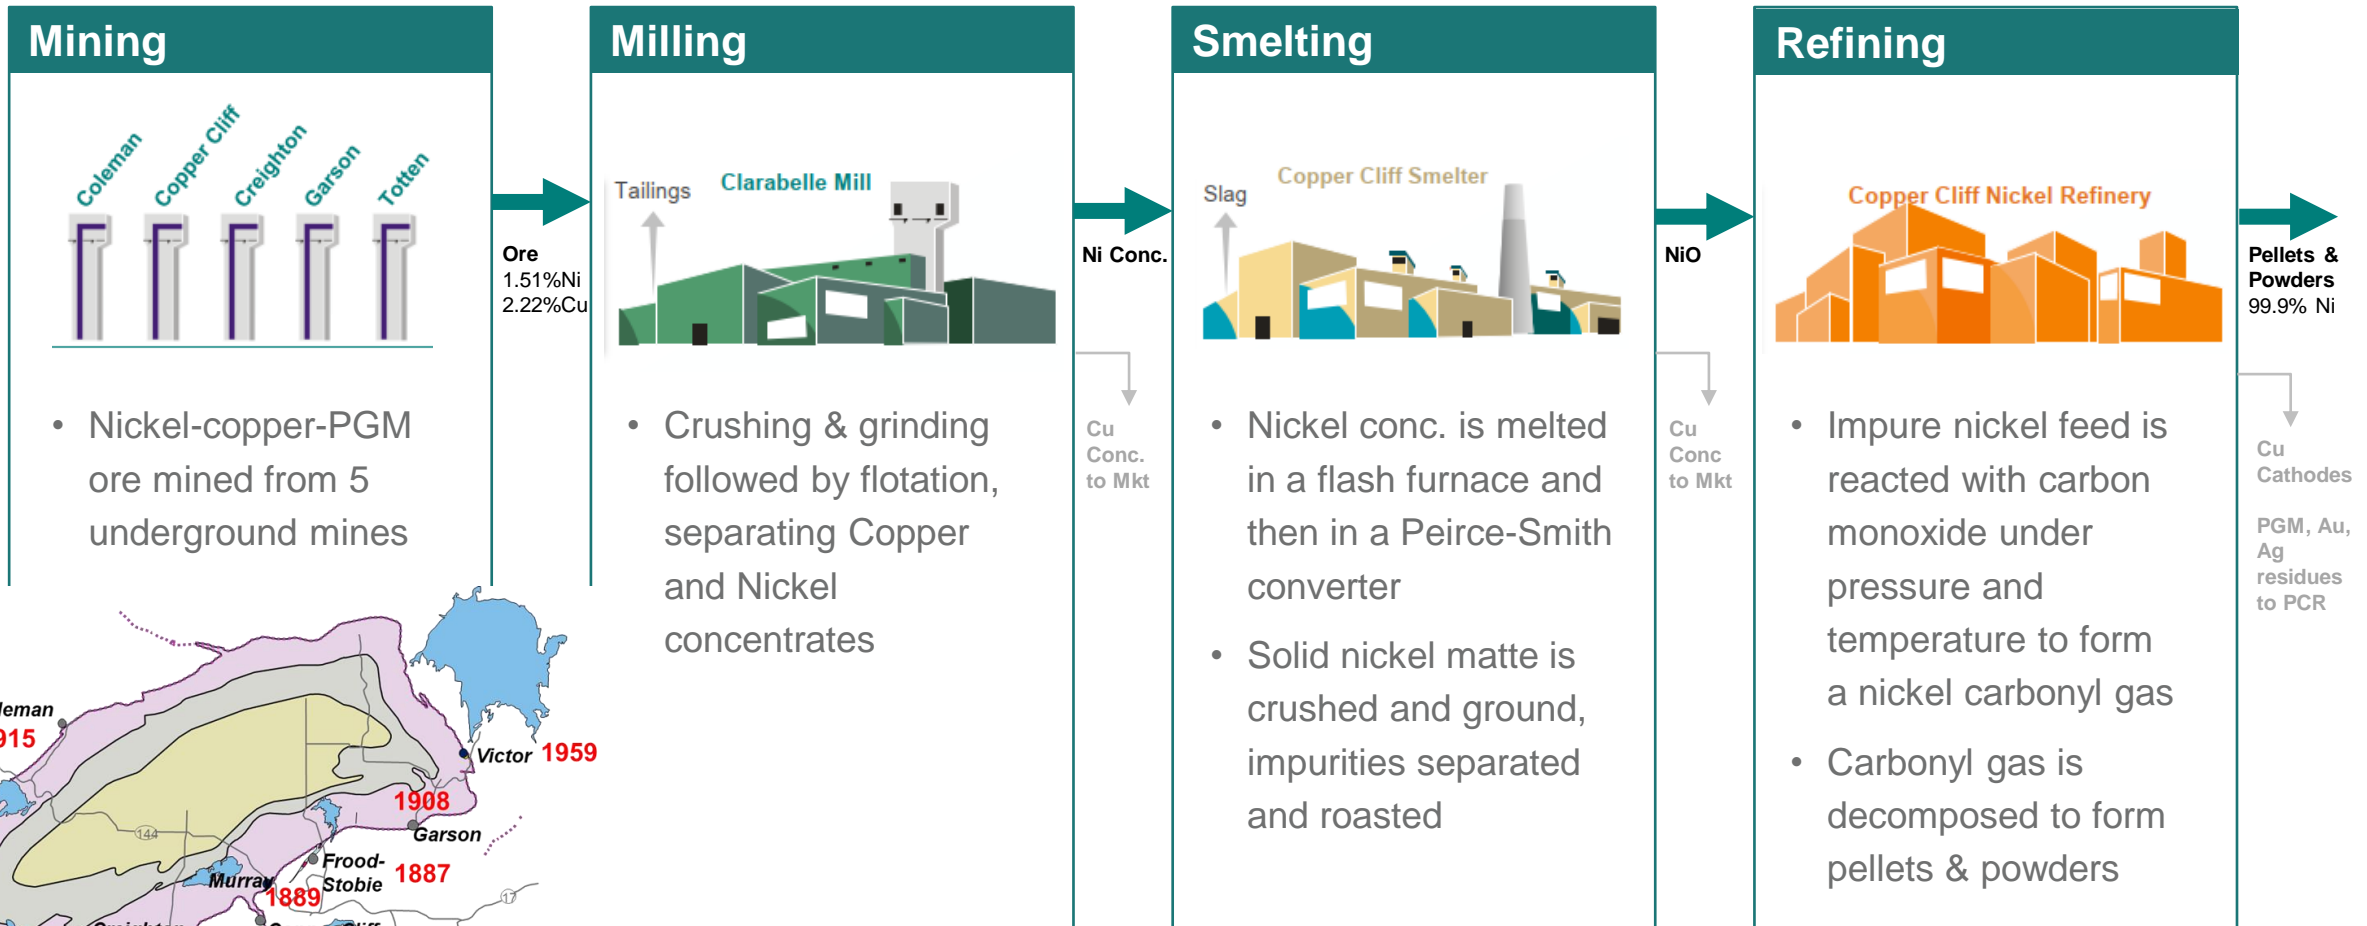 Mining
Coleman
Copper Cliff
Creighton
Garson
Totten
• Nickel-copper-PGM
ore mined from 5
underground mines
Ore
1.51%Ni
2.22%Cu
Milling
Tailings
Clarabelle Mill
• Crushing & grinding
followed by flotation,
separating Copper
and Nickel
concentrates
Ni Conc.
Cu
Conc.
to Mkt
Smelting
Slag
Copper Cliff Smelter
• Nickel conc. is melted
in a flash furnace and
then in a Peirce-Smith
converter
• Solid nickel matte is
crushed and ground,
impurities separated
and roasted
NiO
Cu
Conc
to Mkt
Refining
Copper Cliff Nickel Refinery
• Impure nickel feed is
reacted with carbon
monoxide under
pressure and
temperature to form
a nickel carbonyl gas
• Carbonyl gas is
decomposed to form
pellets & powders
Pellets &
Powders
99.9% Ni
Cu
Cathodes
PGM, Au,
Ag
residues
to PCR
leman
915
Victor 1959
1908
Garson
144
Frood-
Stobie 1887
Murray
1889
17